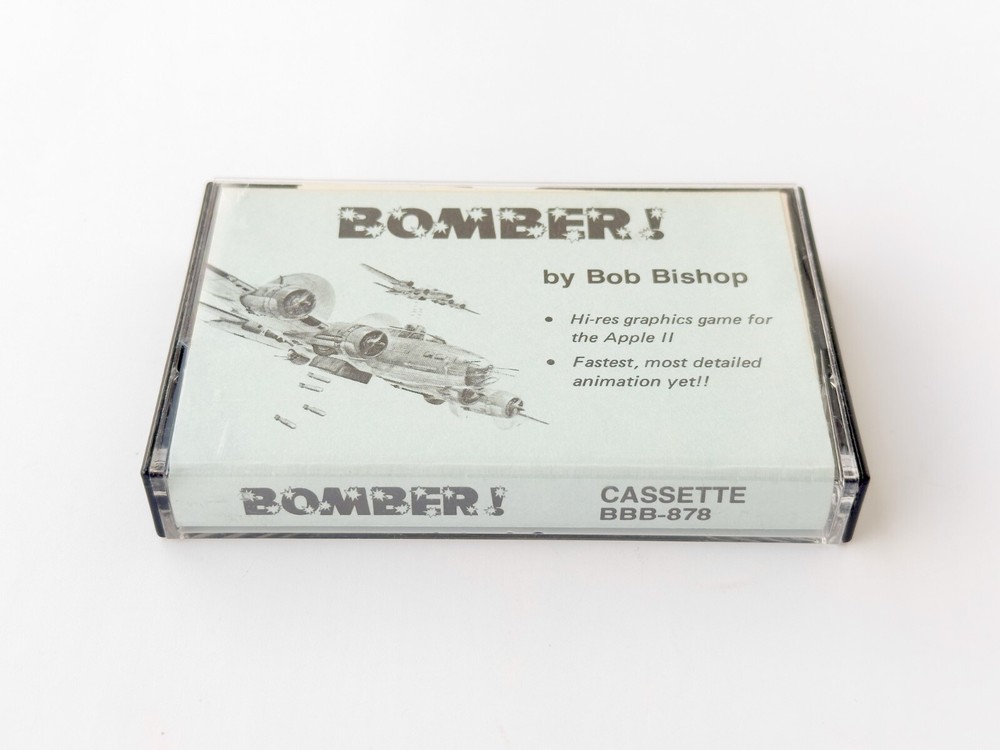 BOMBER!
by Bob Bishop
• Hi-res graphics game for
the Apple II
• Fastest, most detailed
animation yet!!
BOMBER!
CASSETTE
BBB-878